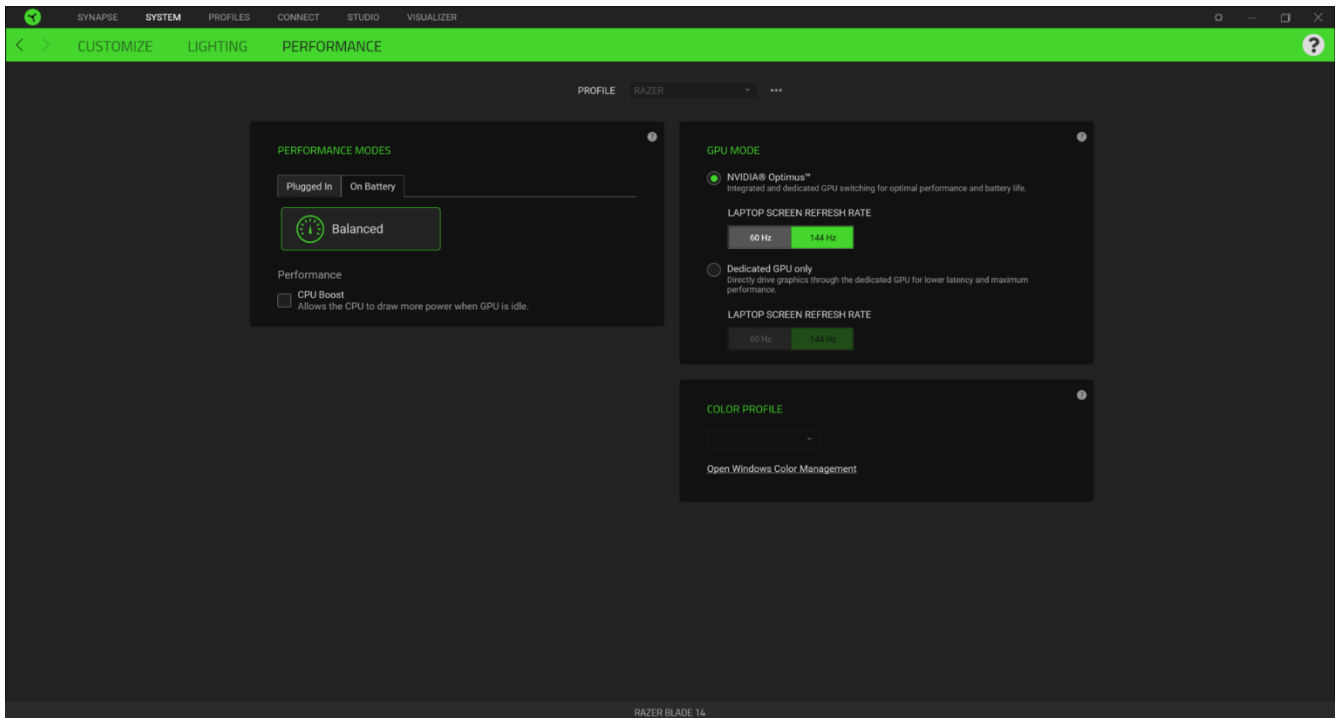 SYNAPSE SYSTEM PROFILES CONNECT STUDIO VISUALIZER
CUSTOMIZE LIGHTING PERFORMANCE ?
PROFILE RAZER
PERFORMANCE MODES ?
Plugged In On Battery
Balanced
Performance
CPU Boost
Allows the CPU to draw more power when GPU is idle.
GPU MODE ?
NVIDIA® Optimus™
Integrated and dedicated GPU switching for optimal performance and battery life.
LAPTOP SCREEN REFRESH RATE
60 Hz 144 Hz
Dedicated GPU only
Directly drive graphics through the dedicated GPU for lower latency and maximum
performance.
LAPTOP SCREEN REFRESH RATE
60 Hz 144 Hz
COLOR PROFILE ?
Open Windows Color Management
RAZER BLADE 14